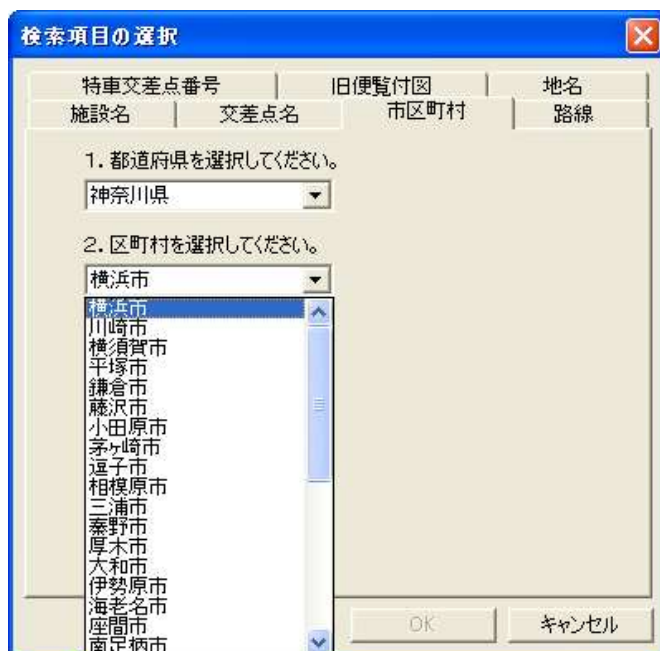 検索項目の選択
特車交差点番号 旧便覧付図 地名
施設名 交差点名 市区町村 路線
1.都道府県を選択してください。
神奈川県
2.区町村を選択してください。
横浜市
横浜市
川崎市
横須賀市
平塚市
鎌倉市
藤沢市
小田原市
茅ヶ崎市
逗子市
相模原市
三浦市
秦野市
厚木市
大和市
伊勢原市
海老名市
座間市
南足柄市
OK キャンセル